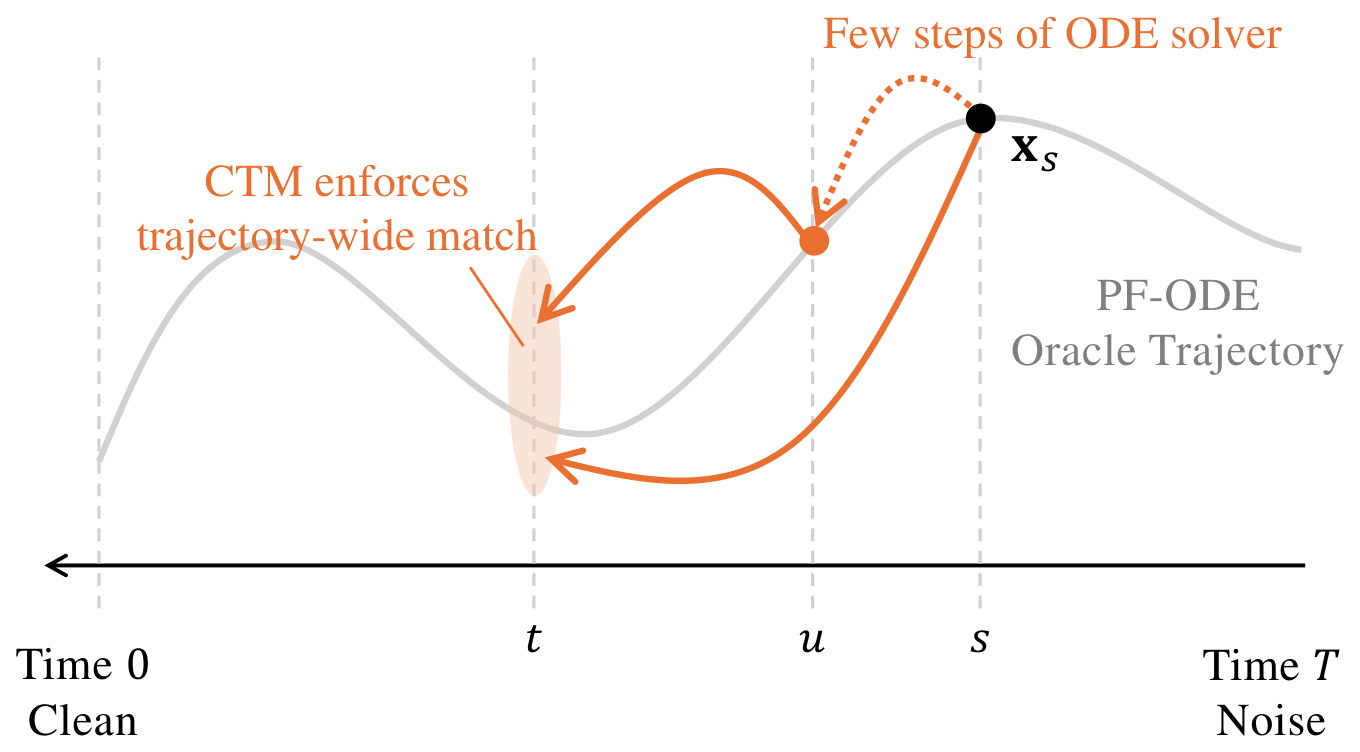 Few steps of ODE solver
𝐱𝑠
CTM enforces
trajectory-wide match
PF-ODE
Oracle Trajectory
𝑡
𝑢
𝑠
Time 0
Clean
Time 𝑇
Noise